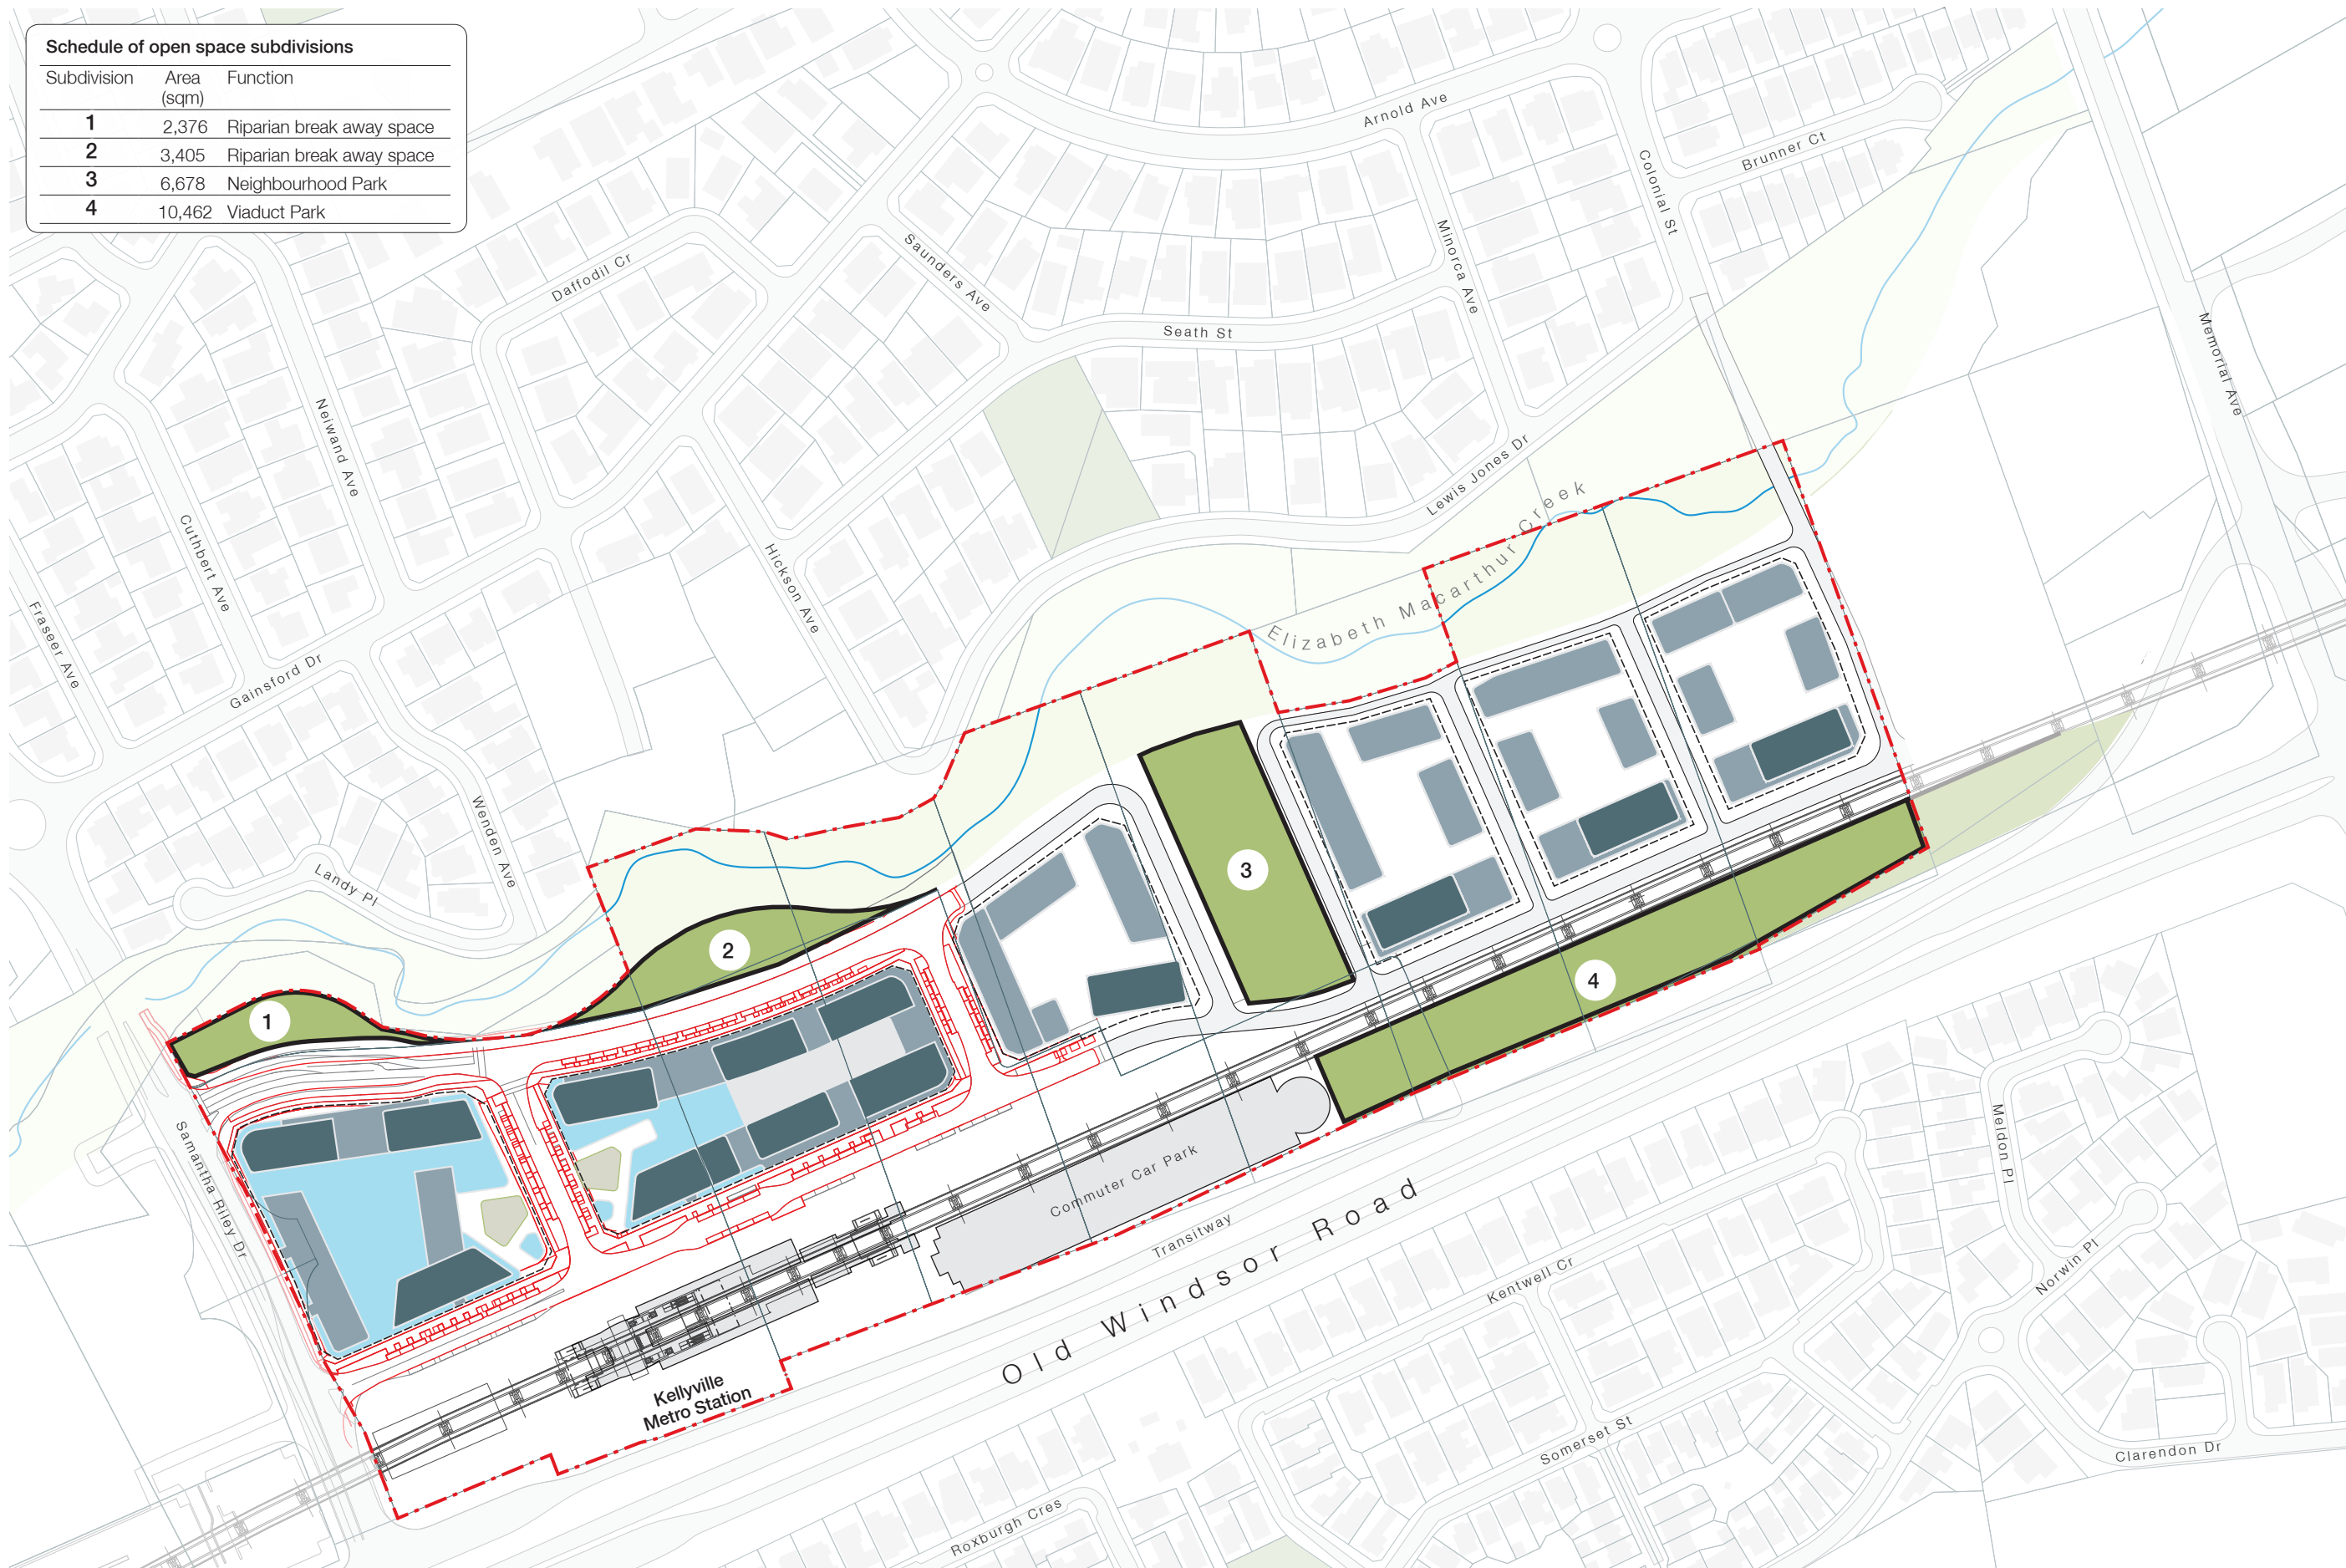 Schedule of open space subdivisions
Subdivision Area (sqm) Function
1 2,376 Riparian break away space
2 3,405 Riparian break away space
3 6,678 Neighbourhood Park
4 10,462 Viaduct Park
Arnold Ave
Brunner Ct
Colonial St
Minorca Ave
Saunders Ave
Daffodil Cr
Seath St
Memorial Ave
Neiwand Ave
Lewis Jones Dr
Elizabeth Macarthur Creek
Cuthbert Ave
Hickson Ave
Fraseer Ave
Gainsford Dr
Wenden Ave
Landy Pl
3
2
4
1
Samantha Riley Dr
Commuter Car Park
Transitway
Old Windsor Road
Kellyville
Metro Station
Meldon Pl
Norwin Pl
Kentwell Cr
Somerset St
Clarendon Dr
Roxburgh Cres